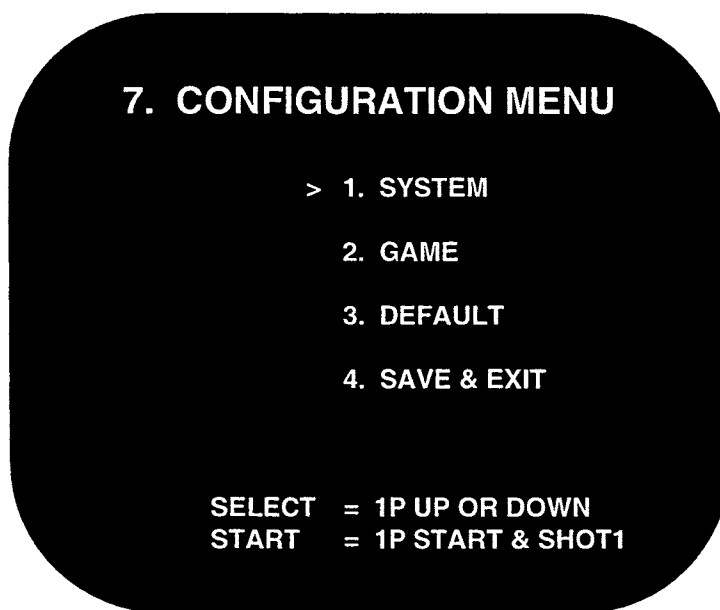 7. CONFIGURATION MENU
> 1. SYSTEM
2. GAME
3. DEFAULT
4. SAVE & EXIT
SELECT = 1P UP OR DOWN
START = 1P START & SHOT1